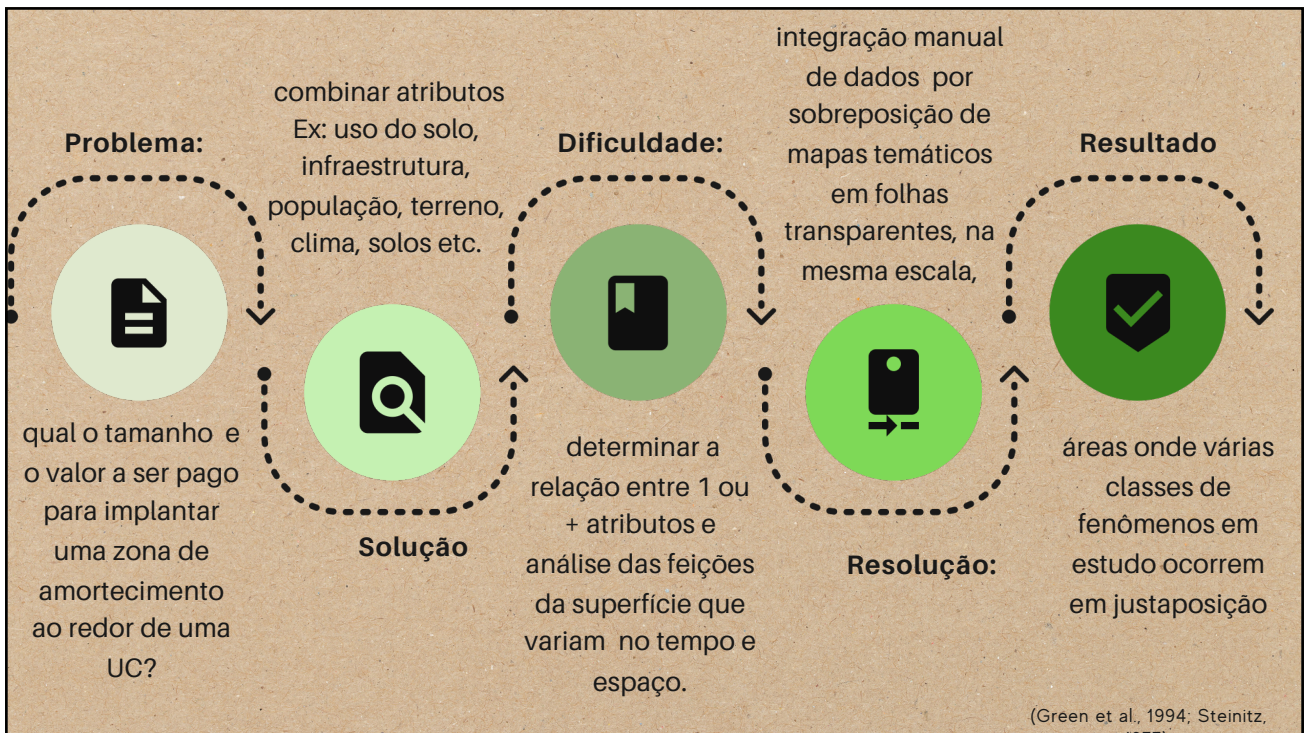 Problema:
qual o tamanho e
o valor a ser pago
para implantar
uma zona de
amortecimento
ao redor de uma
UC?
combinar atributos
Ex: uso do solo,
infraestrutura,
população, terreno,
clima, solos etc.
Solução
Dificuldade:
determinar a
relação entre 1 ou
+ atributos e
análise das feições
da superfície que
variam no tempo e
espaço.
integração manual
de dados por
sobreposição de
mapas temáticos
em folhas
transparentes, na
mesma escala,
Resolução:
Resultado
áreas onde várias
classes de
fenômenos em
estudo ocorrem
em justaposição
(Green et al., 1994; Steinitz,